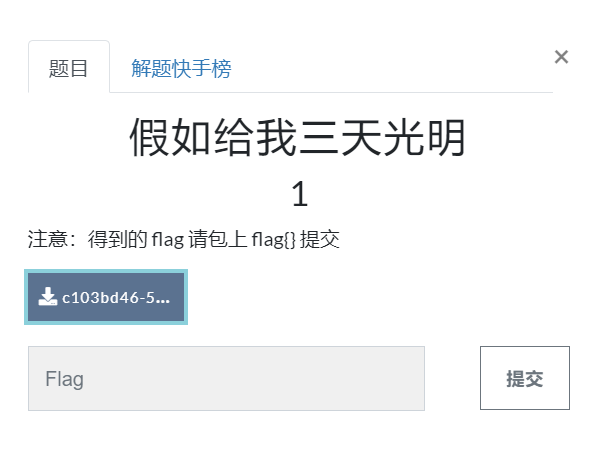 题目 解题快手榜 ×
假如给我三天光明
1
注意：得到的 flag 请包上 flag{} 提交
c103bd46-5...
Flag 提交